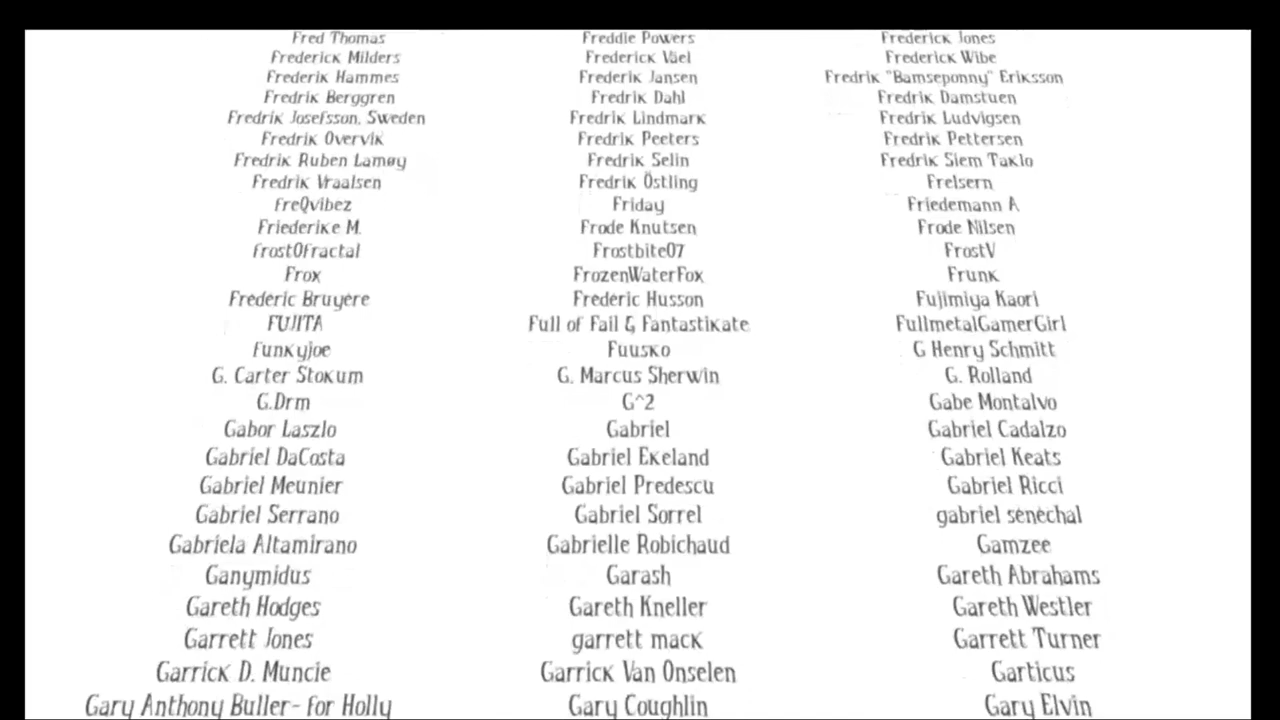 Fred Thomas Freddie Powers Frederick Jones
Frederick Milders Frederick Väel Frederick Wibe
Frederik Hammes Frederik Jansen Fredrik "Bamseponny" Eriksson
Fredrik Berggren Fredrik Dahl Fredrik Damstuen
Fredrik Josefsson, Sweden Fredrik Lindmark Fredrik Ludvigsen
Fredrik Overvik Fredrik Peeters Fredrik Pettersen
Fredrik Ruben Lamøy Fredrik Selin Fredrik Siem Taklo
Fredrik Vraalsen Fredrik Östling Freisern
FreQvibez Friday Friedemann A
Friederike M. Frode Knutsen Frode Nilsen
Frost0fractal Frostbite07 FrostV
Frox FrozenWaterFox Frunk
Fréderic Bruyère Fréderic Husson Fujimiya Kaori
FUJITA Full of Fail & Fantastikate FullmetalGamerGirl
Funkyjoe Fuusko G Henry Schmitt
G. Carter Stokum G. Marcus Sherwin G. Rolland
G.Drm G^2 Gabe Montalvo
Gabor Laszlo Gabriel Gabriel Cadalzo
Gabriel DaCosta Gabriel Ekeland Gabriel Keats
Gabriel Meunier Gabriel Predescu Gabriel Ricci
Gabriel Serrano Gabriel Sorrel gabriel sénéchal
Gabriela Altamirano Gabrielle Robichaud Gamzee
Ganymidus Garash Gareth Abrahams
Gareth Hodges Gareth Kneller Gareth Westler
Garrett Jones garrett mack Garrett Turner
Garrick D. Muncie Garrick Van Onselen Garticus
Gary Anthony Buller- for Holly Gary Coughlin Gary Elvin